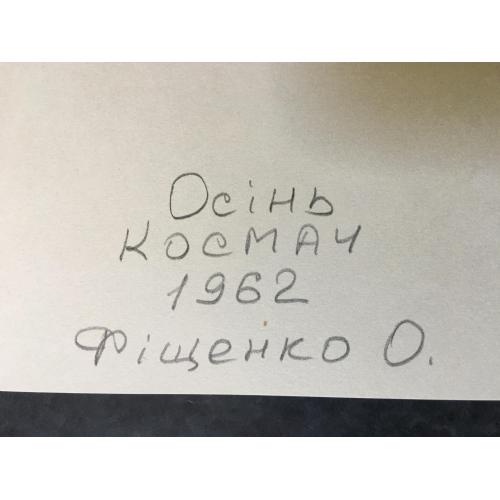 Осінь
Космач
1962
Фіщенко О.